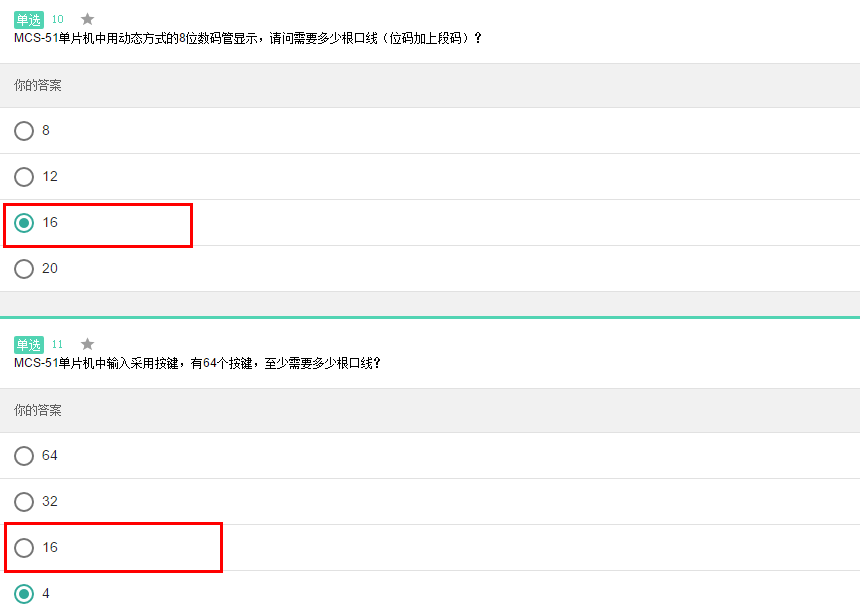 单选 10
MCS-51单片机中用动态方式的8位数码管显示，请问需要多少根口线（位码加上段码）？
你的答案
8
12
16
20
单选 11
MCS-51单片机中输入采用按键，有64个按键，至少需要多少根口线？
你的答案
64
32
16
4